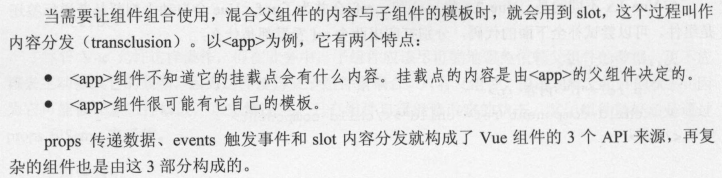 当需要让组件组合使用，混合父组件的内容与子组件的模板时，就会用到 slot，这个过程叫作
内容分发（transclusion）。以<app>为例，它有两个特点：
● <app>组件不知道它的挂载点会有什么内容。挂载点的内容是由<app>的父组件决定的。
● <app>组件很可能有它自己的模板。
props 传递数据、events 触发事件和 slot 内容分发就构成了 Vue 组件的 3 个 API 来源，再复
杂的组件也是由这 3 部分构成的。